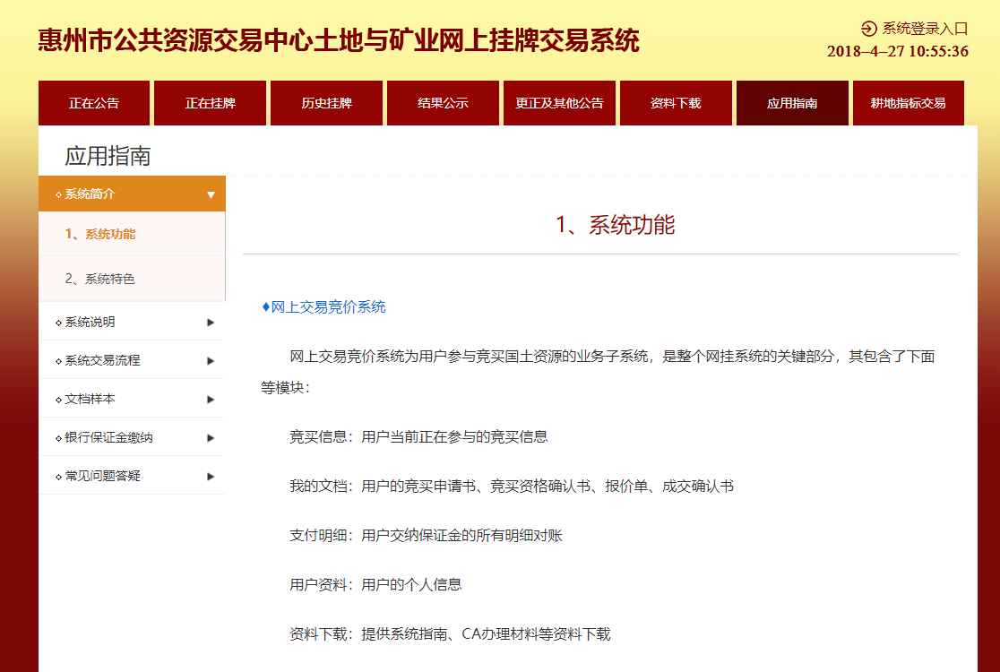 惠州市公共资源交易中心土地与矿业网上挂牌交易系统
系统登录入口
2018–4–27 10:55:36
正在公告 正在挂牌 历史挂牌 结果公示 更正及其他公告 资料下载 应用指南 耕地指标交易
应用指南
系统简介
1、系统功能
2、系统特色
系统说明
系统交易流程
文档样本
银行保证金缴纳
常见问题答疑
1、系统功能
♦网上交易竞价系统
网上交易竞价系统为用户参与竞买国土资源的业务子系统，是整个网挂系统的关键部分，其包含了下面
等模块：
竞买信息：用户当前正在参与的竞买信息
我的文档：用户的竞买申请书、竞买资格确认书、报价单、成交确认书
支付明细：用户交纳保证金的所有明细对账
用户资料：用户的个人信息
资料下载：提供系统指南、CA办理材料等资料下载